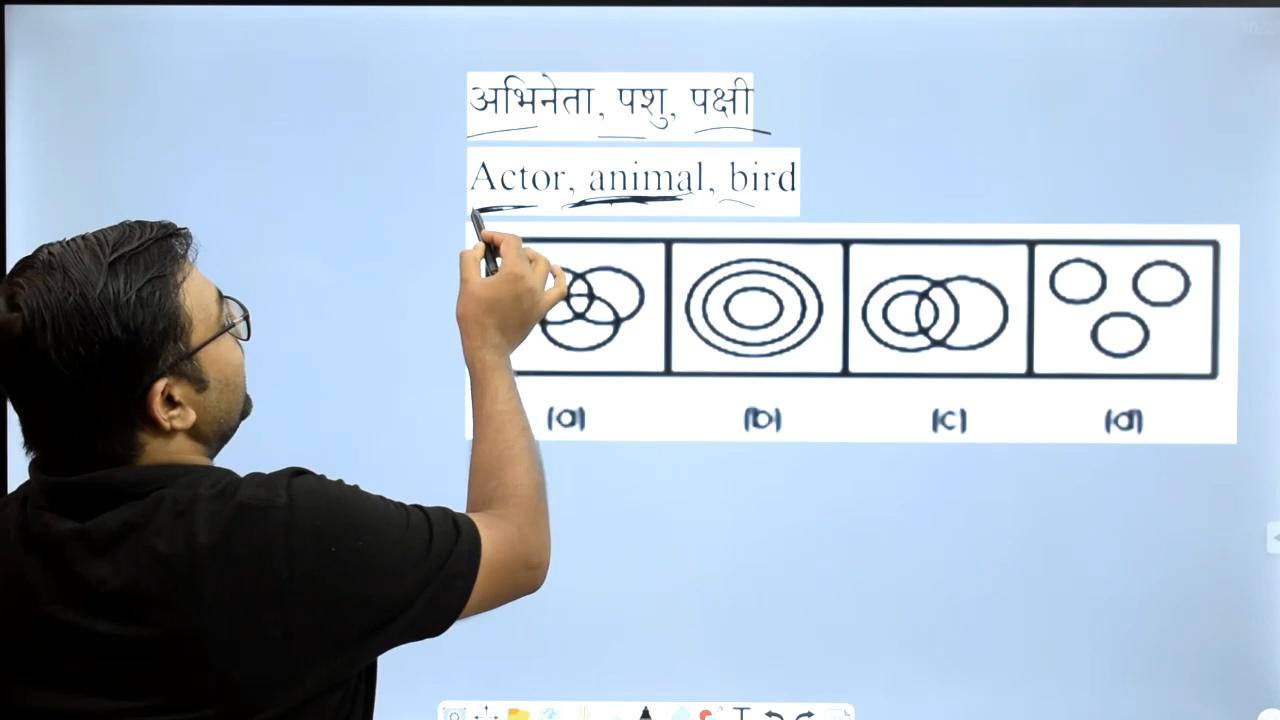 अभिनेता, पशु, पक्षी
Actor, animal, bird
(a) (b) (c) (d)